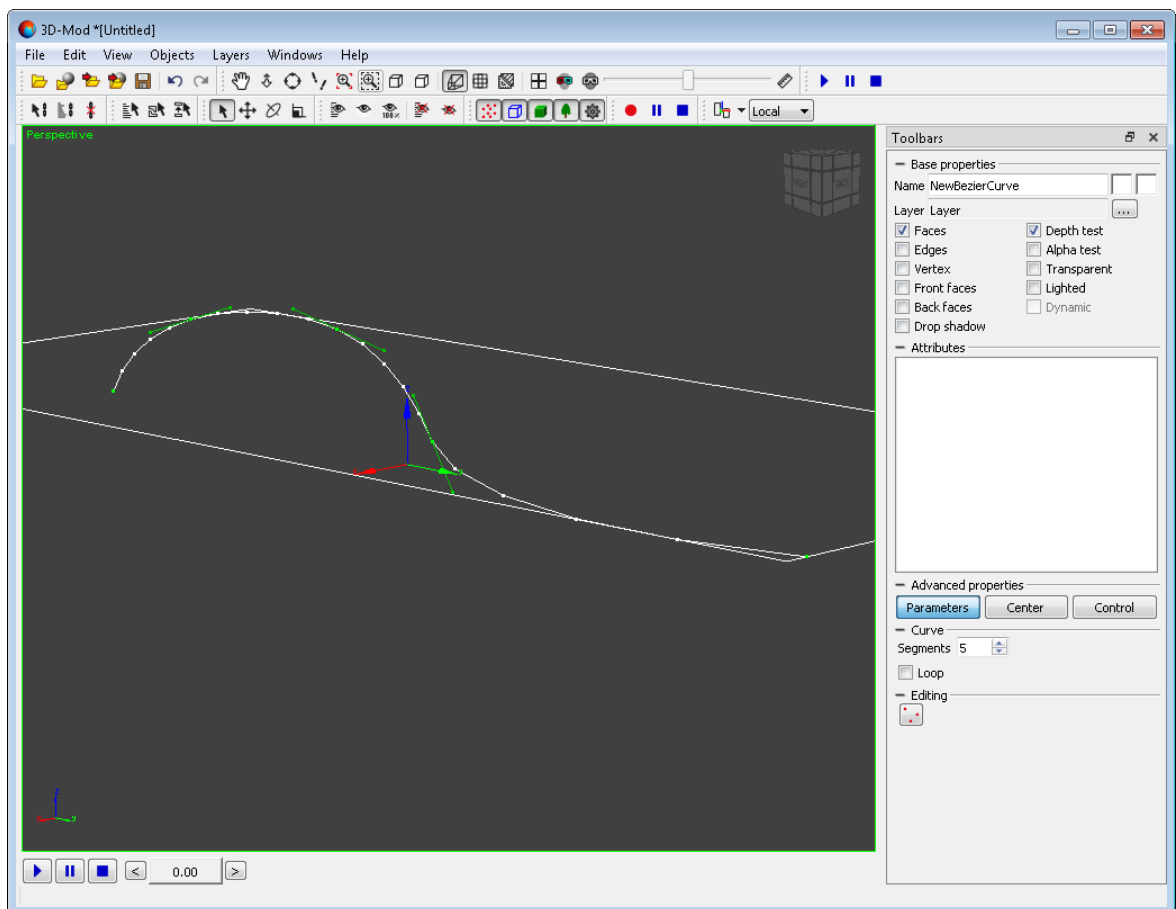 3D-Mod *[Untitled]
File Edit View Objects Layers Windows Help
100%
Local
Perspective
Toolbars
Base properties
Name NewBezierCurve
Layer Layer
...
Faces Depth test
Edges Alpha test
Vertex Transparent
Front faces Lighted
Back faces Dynamic
Drop shadow
Attributes
Advanced properties
Parameters Center Control
Curve
Segments 5
Loop
Editing
z
x y
< 0.00 >